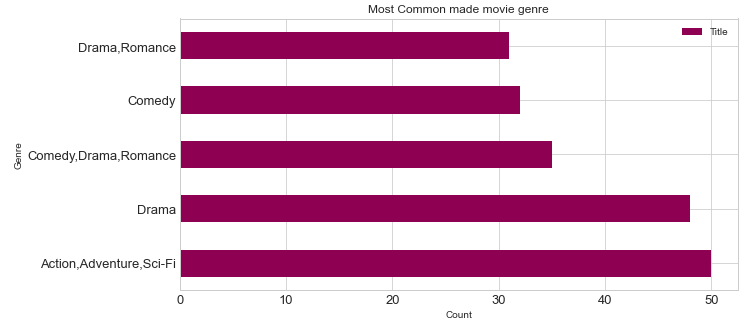 Most Common made movie genre
Title
Drama,Romance
Comedy
Comedy,Drama,Romance
Drama
Action,Adventure,Sci-Fi
Genre
0 10 20 30 40 50
Count